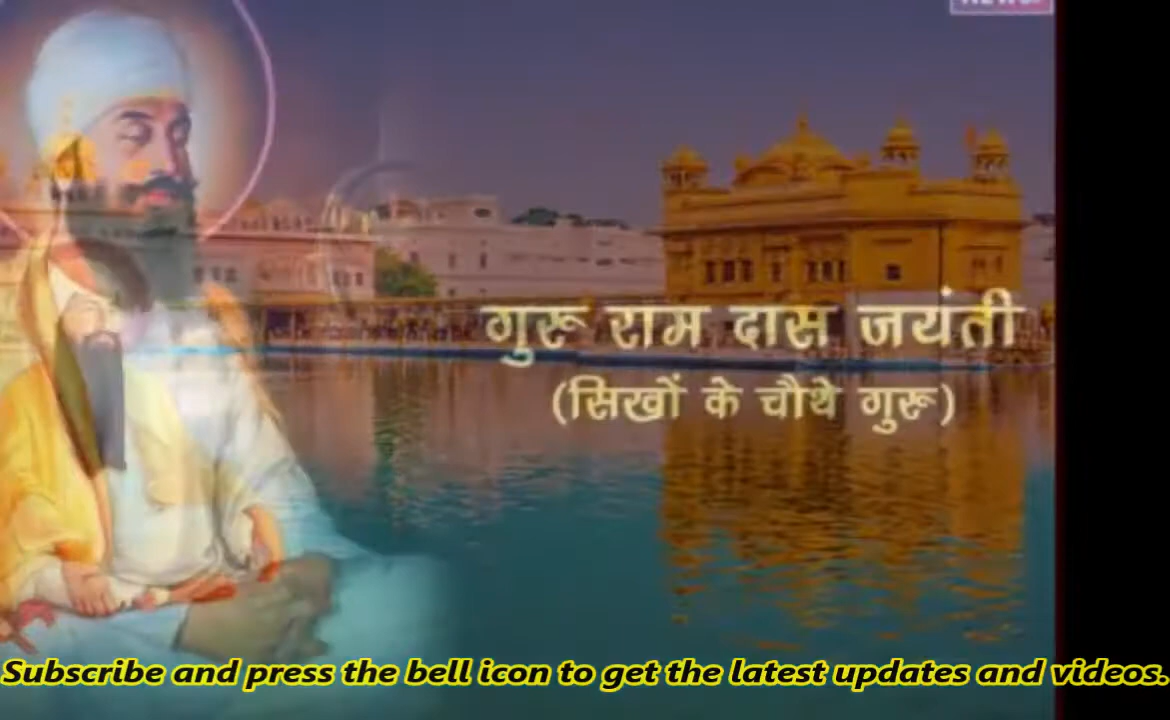 गुरू राम दास जयंती
(सिखों के चौथे गुरू)
Subscribe and press the bell icon to get the latest updates and videos.